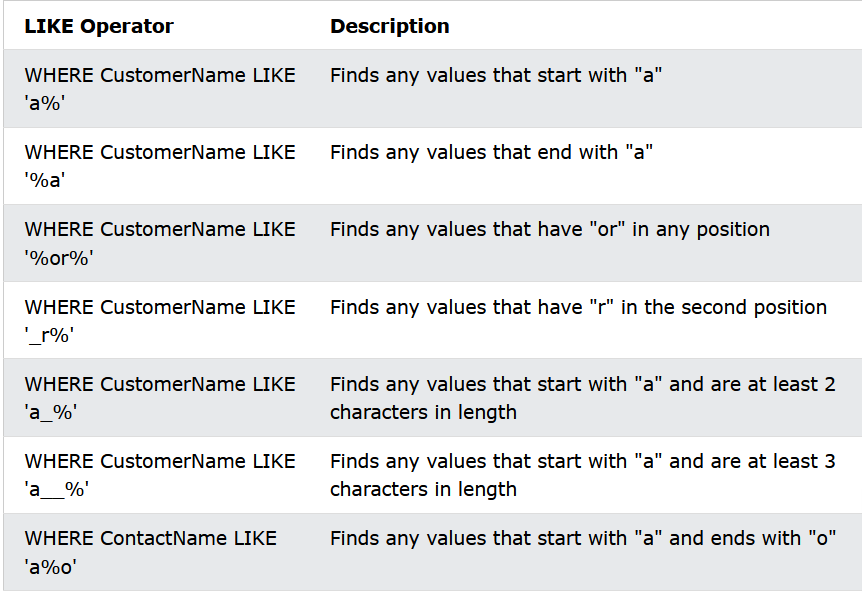 LIKE Operator Description
WHERE CustomerName LIKE Finds any values that start with "a"
'a%'
WHERE CustomerName LIKE Finds any values that end with "a"
'%a'
WHERE CustomerName LIKE Finds any values that have "or" in any position
'%or%'
WHERE CustomerName LIKE Finds any values that have "r" in the second position
'_r%'
WHERE CustomerName LIKE Finds any values that start with "a" and are at least 2
'a_%' characters in length
WHERE CustomerName LIKE Finds any values that start with "a" and are at least 3
'a__%' characters in length
WHERE ContactName LIKE Finds any values that start with "a" and ends with "o"
'a%o'